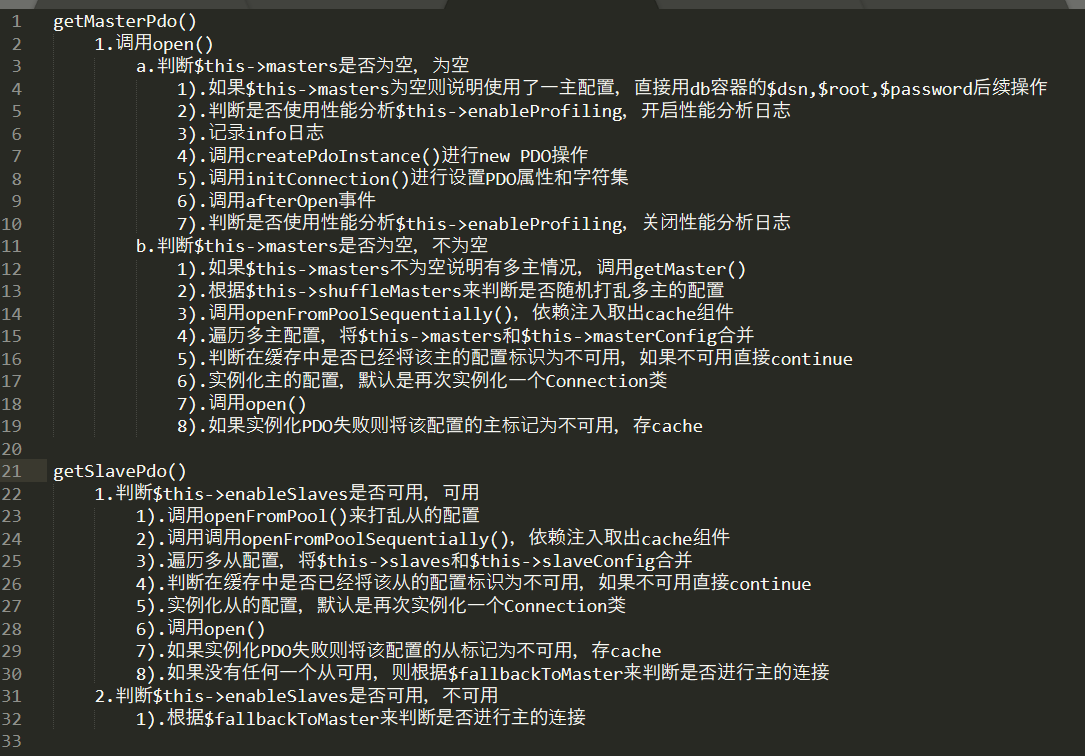 1 getMasterPdo()
2 1.调用open()
3 a.判断$this->masters是否为空, 为空
4 1).如果$this->masters为空则说明使用了一主配置, 直接用db容器的$dsn,$root,$password后续操作
5 2).判断是否使用性能分析$this->enableProfiling, 开启性能分析日志
6 3).记录info日志
7 4).调用createPdoInstance()进行new PDO操作
8 5).调用initConnection()进行设置PDO属性和字符集
9 6).调用afterOpen事件
10 7).判断是否使用性能分析$this->enableProfiling, 关闭性能分析日志
11 b.判断$this->masters是否为空, 不为空
12 1).如果$this->masters不为空说明有多主情况, 调用getMaster()
13 2).根据$this->shuffleMasters来判断是否随机打乱多主的配置
14 3).调用openFromPoolSequentially(), 依赖注入取出cache组件
15 4).遍历多主配置, 将$this->masters和$this->masterConfig合并
16 5).判断在缓存中是否已经将该主的配置标识为不可用, 如果不可用直接continue
17 6).实例化主的配置, 默认是再次实例化一个Connection类
18 7).调用open()
19 8).如果实例化PDO失败则将该配置的主标记为不可用, 存cache
20
21 getSlavePdo()
22 1.判断$this->enableSlaves是否可用, 可用
23 1).调用openFromPool()来打乱从的配置
24 2).调用调用openFromPoolSequentially(), 依赖注入取出cache组件
25 3).遍历多从配置, 将$this->slaves和$this->slaveConfig合并
26 4).判断在缓存中是否已经将该从的配置标识为不可用, 如果不可用直接continue
27 5).实例化从的配置, 默认是再次实例化一个Connection类
28 6).调用open()
29 7).如果实例化PDO失败则将该配置的从标记为不可用, 存cache
30 8).如果没有任何一个从可用, 则根据$fallbackToMaster来判断是否进行主的连接
31 2.判断$this->enableSlaves是否可用, 不可用
32 1).根据$fallbackToMaster来判断是否进行主的连接
33